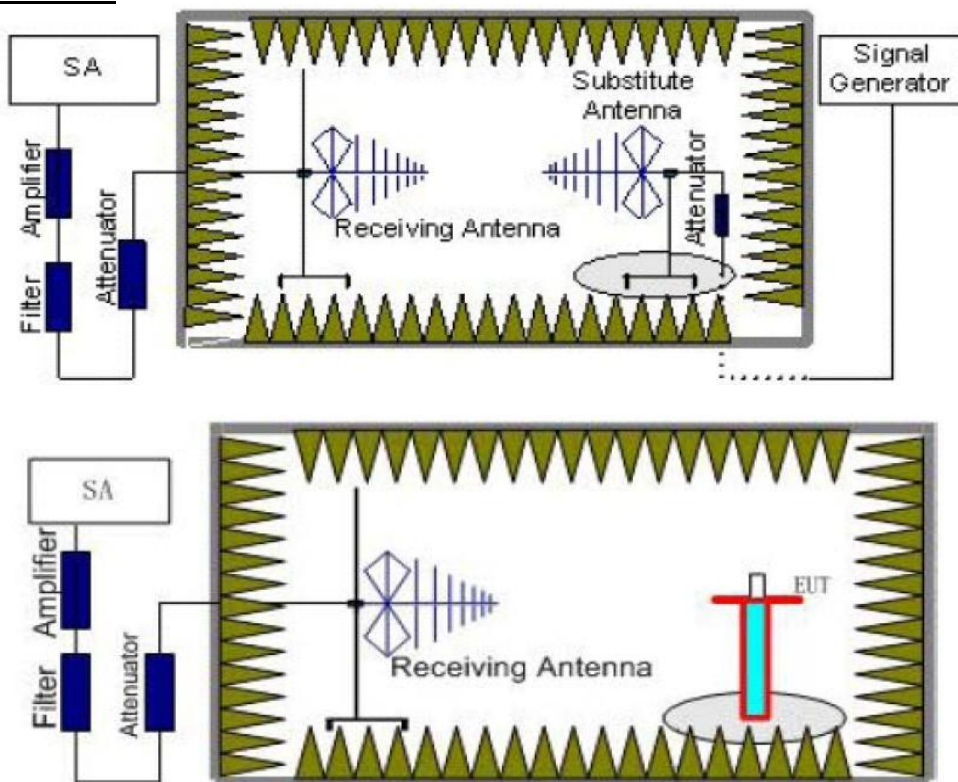 SA
Signal
Generator
Substitute
Antenna
Amplifier
Attenuator
Filter
Receiving Antenna
Attenuator
SA
Amplifier
EUT
Receiving Antenna
Filter
Attenuator